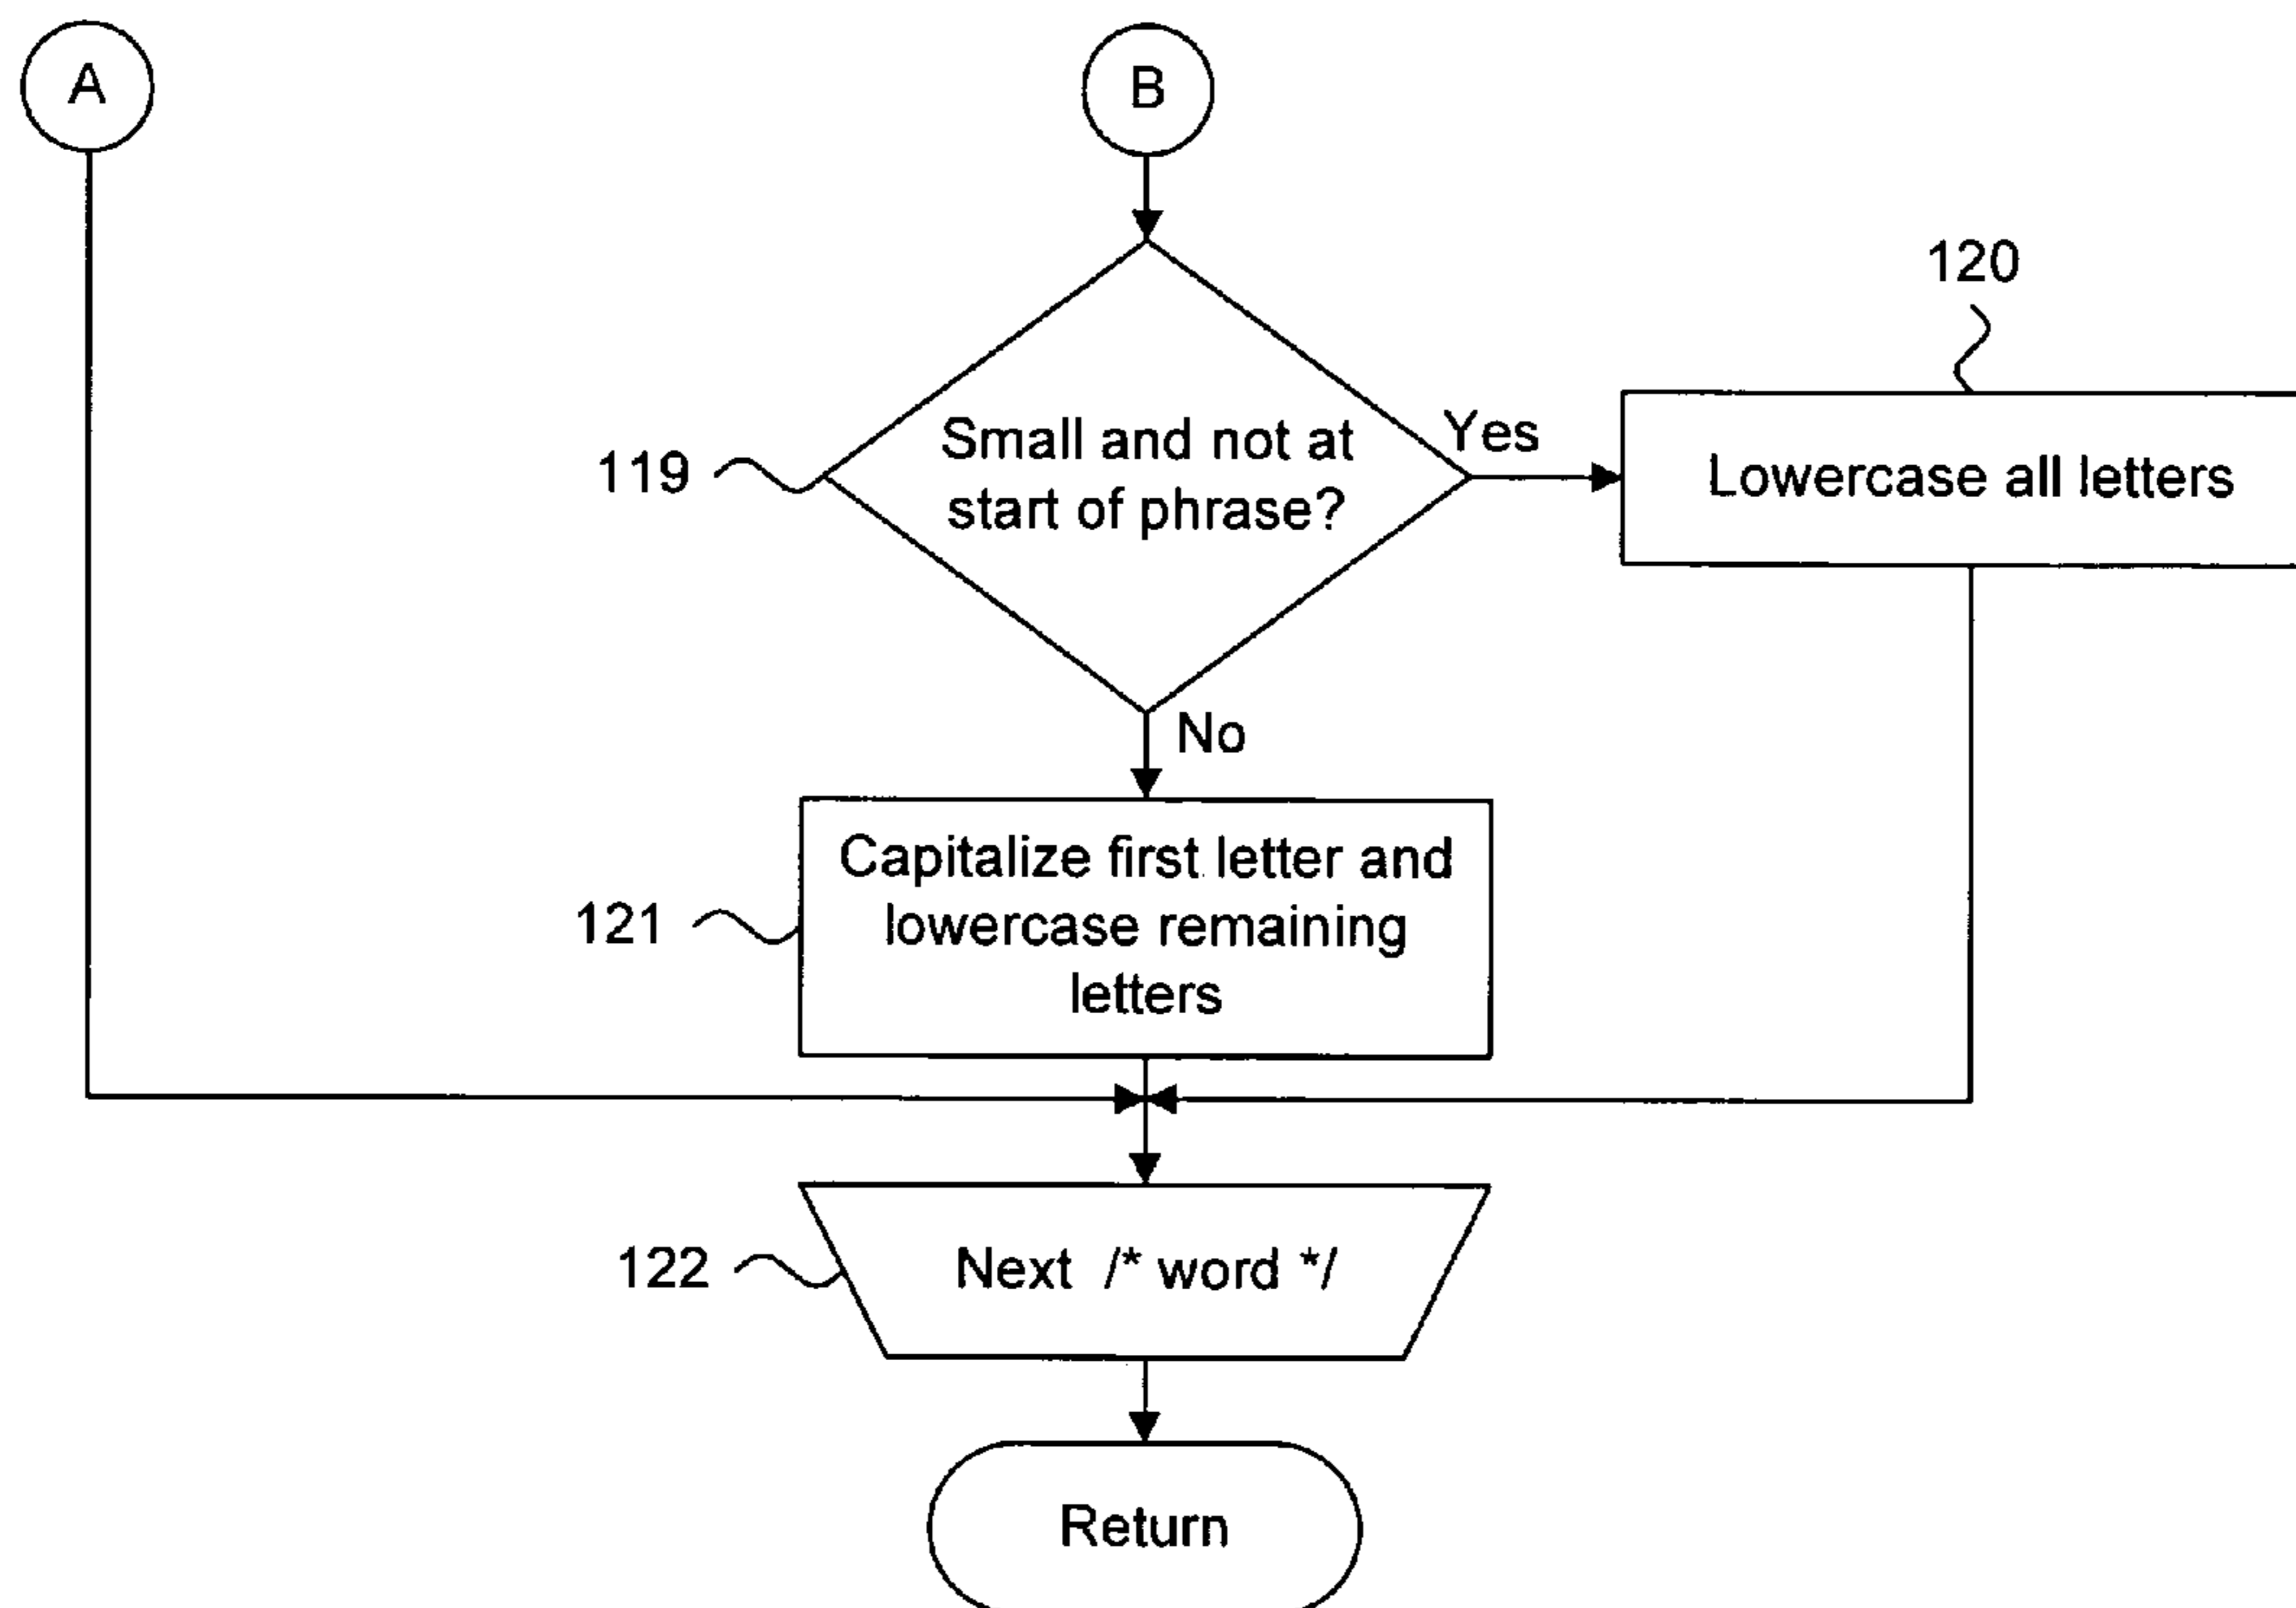 A
B
120
Small and not at
start of phrase?
Yes
119
Lowercase all letters
No
Capitalize first letter and
lowercase remaining
letters
121
122
Next /* word */
Return